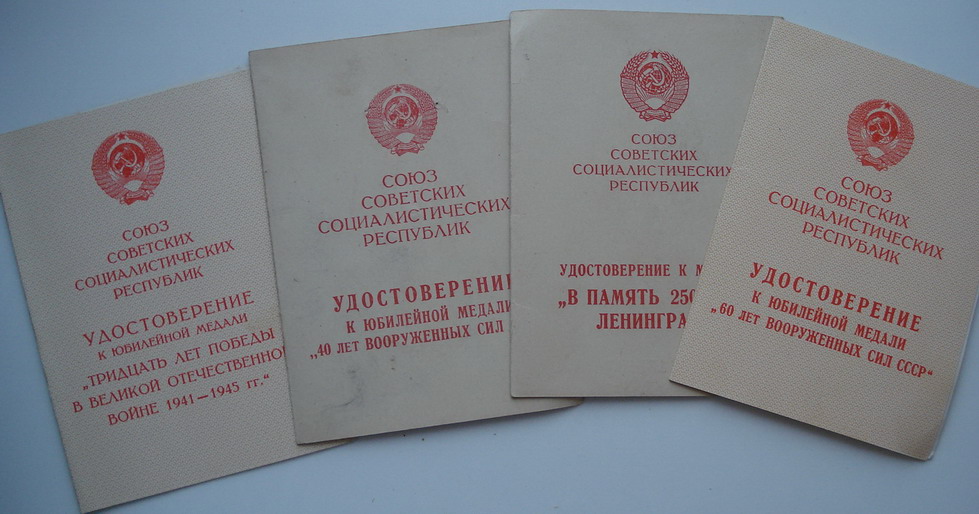 СОЮЗ
СОВЕТСКИХ
СОЦИАЛИСТИЧЕСКИХ
РЕСПУБЛИК
УДОСТОВЕРЕНИЕ
К ЮБИЛЕЙНОЙ МЕДАЛИ
„ТРИДЦАТЬ ЛЕТ ПОБЕДЫ
В ВЕЛИКОЙ ОТЕЧЕСТВЕННОЙ
ВОЙНЕ 1941—1945 гг.“
СОЮЗ
СОВЕТСКИХ
СОЦИАЛИСТИЧЕСКИХ
РЕСПУБЛИК
УДОСТОВЕРЕНИ
К ЮБИЛЕЙНОЙ МЕДАЛИ
„40 ЛЕТ ВООРУЖЕННЫХ СИЛ
СОЮЗ
СОВЕТСКИХ
СОЦИАЛИСТИЧЕСКИХ
РЕСПУБЛИК
УДОСТОВЕРЕНИЕ К М
„В ПАМЯТЬ 250
ЛЕНИНГРА
СОЮЗ
СОВЕТСКИХ
СОЦИАЛИСТИЧЕСКИХ
РЕСПУБЛИК
УДОСТОВЕРЕНИЕ
К ЮБИЛЕЙНОЙ МЕДАЛИ
„60 ЛЕТ ВООРУЖЕННЫХ СИЛ СССР“